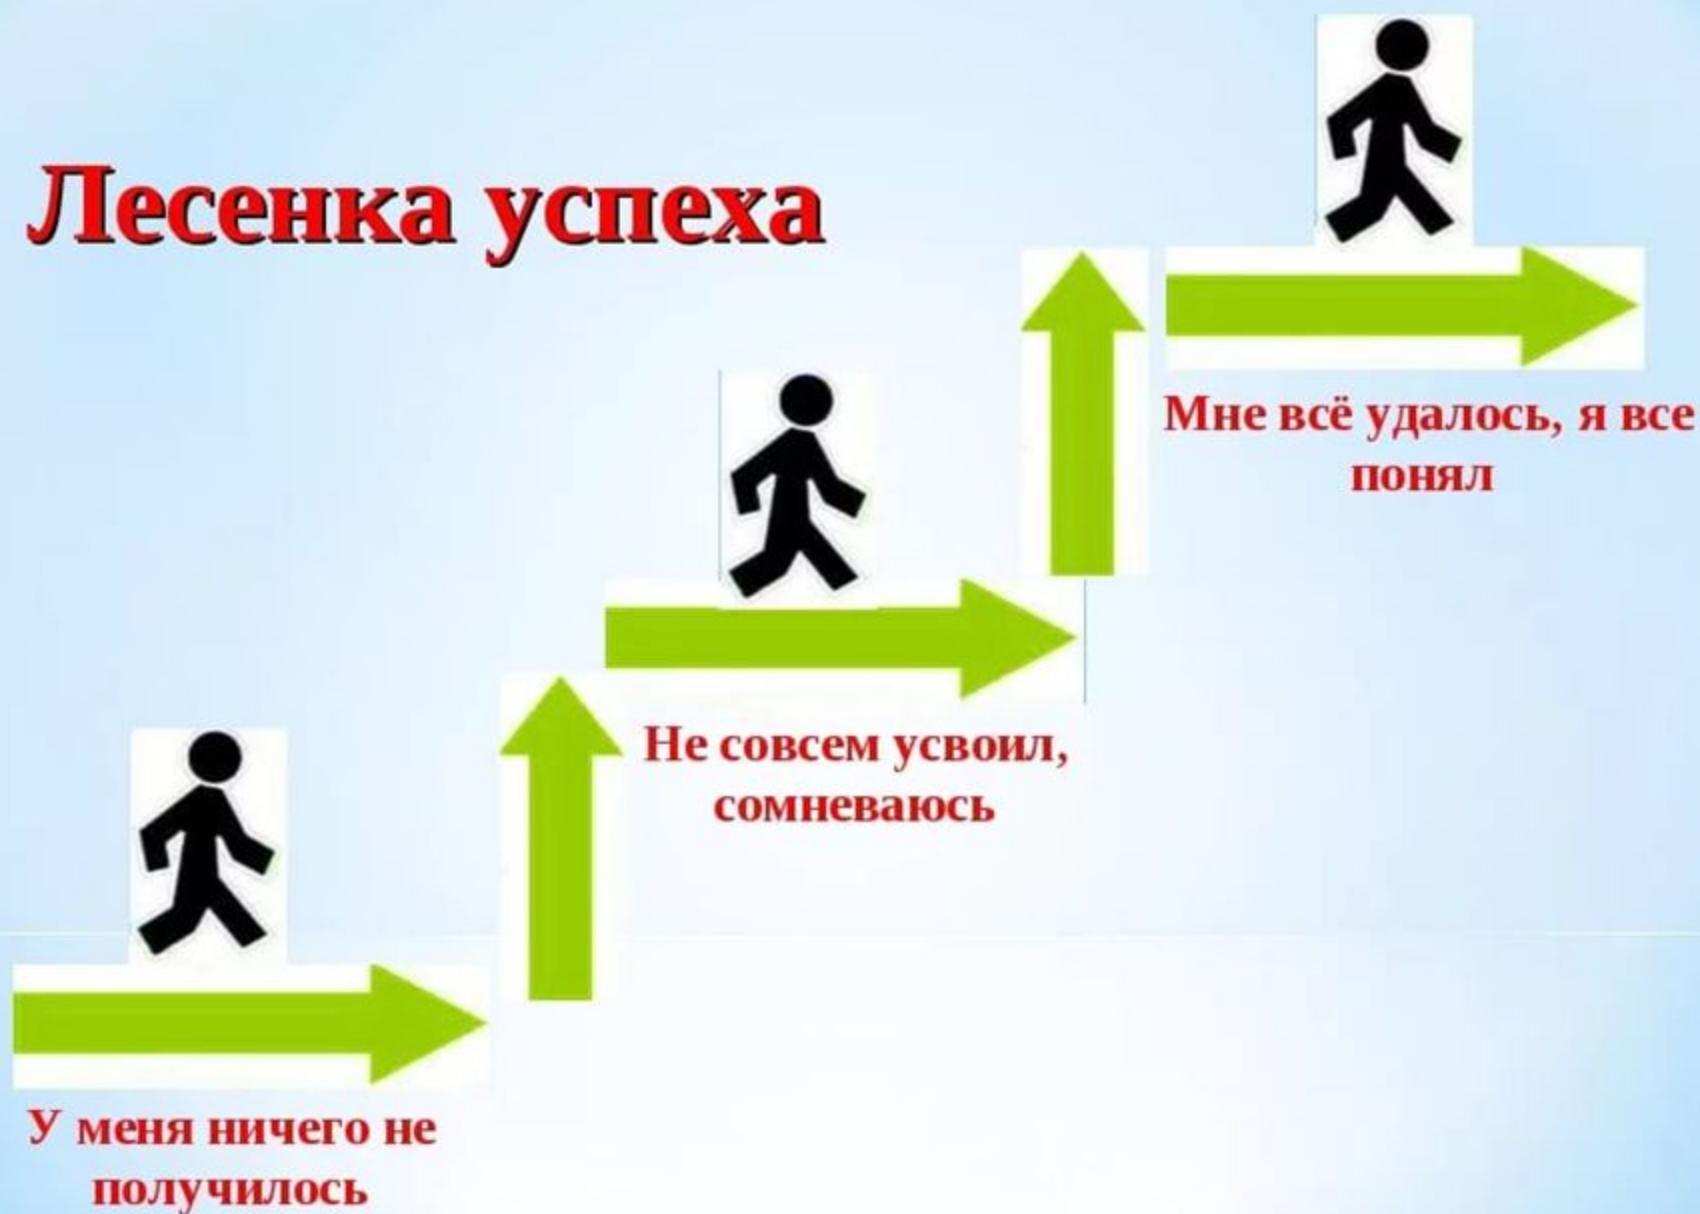 Лесенка успеха
Мне всё удалось, я все
понял
Не совсем усвоил,
сомневаюсь
У меня ничего не
получилось